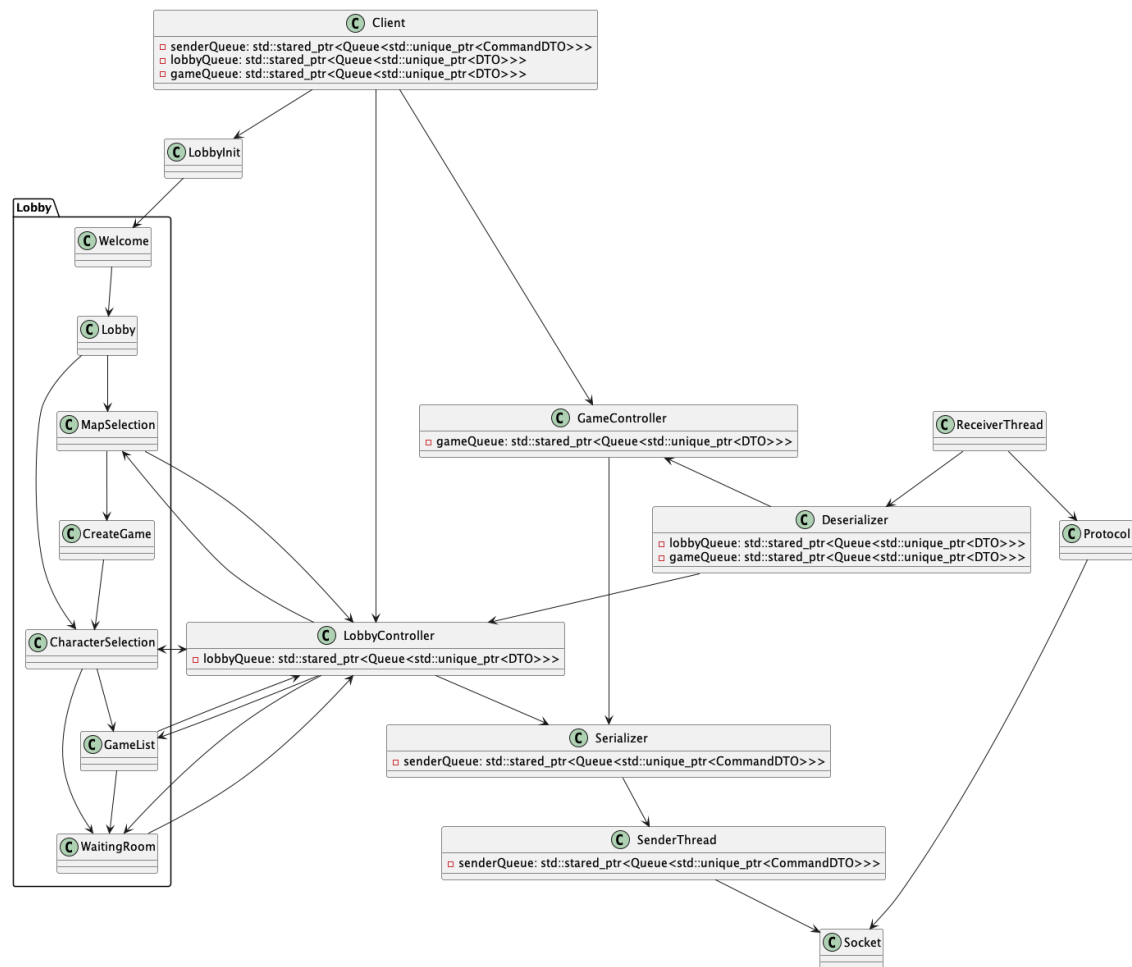 C Client
senderQueue: std::stared_ptr<Queue<std::unique_ptr<CommandDTO>>>
lobbyQueue: std::stared_ptr<Queue<std::unique_ptr<DTO>>>
gameQueue: std::stared_ptr<Queue<std::unique_ptr<DTO>>>
C LobbyInit
Lobby
C Welcome
C Lobby
C MapSelection
C GameController
gameQueue: std::stared_ptr<Queue<std::unique_ptr<DTO>>>
C ReceiverThread
C CreateGame
C Deserializer
lobbyQueue: std::stared_ptr<Queue<std::unique_ptr<DTO>>>
gameQueue: std::stared_ptr<Queue<std::unique_ptr<DTO>>>
C Protocol
C CharacterSelection
C LobbyController
lobbyQueue: std::stared_ptr<Queue<std::unique_ptr<DTO>>>
C GameList
C Serializer
senderQueue: std::stared_ptr<Queue<std::unique_ptr<CommandDTO>>>
C WaitingRoom
C SenderThread
senderQueue: std::stared_ptr<Queue<std::unique_ptr<CommandDTO>>>
C Socket